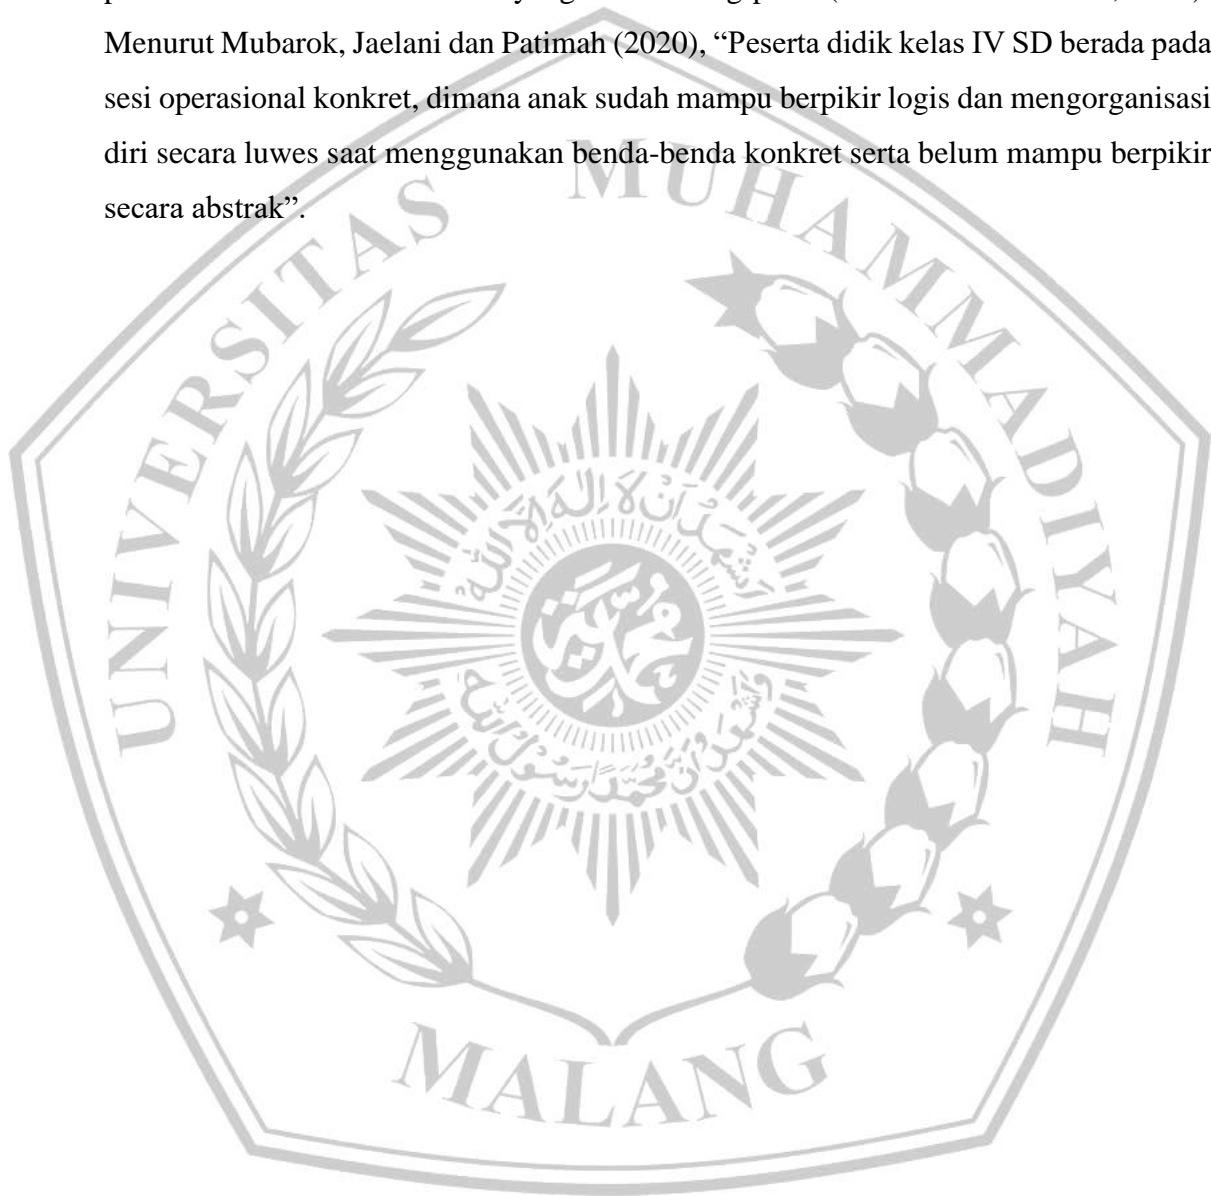 Menurut Mubarok, Jaelani dan Patimah (2020), “Peserta didik kelas IV SD berada pada
sesi operasional konkret, dimana anak sudah mampu berpikir logis dan mengorganisasi
diri secara luwes saat menggunakan benda-benda konkret serta belum mampu berpikir
secara abstrak”.
UNIVERSITAS MUHAMMADIYAH
MALANG